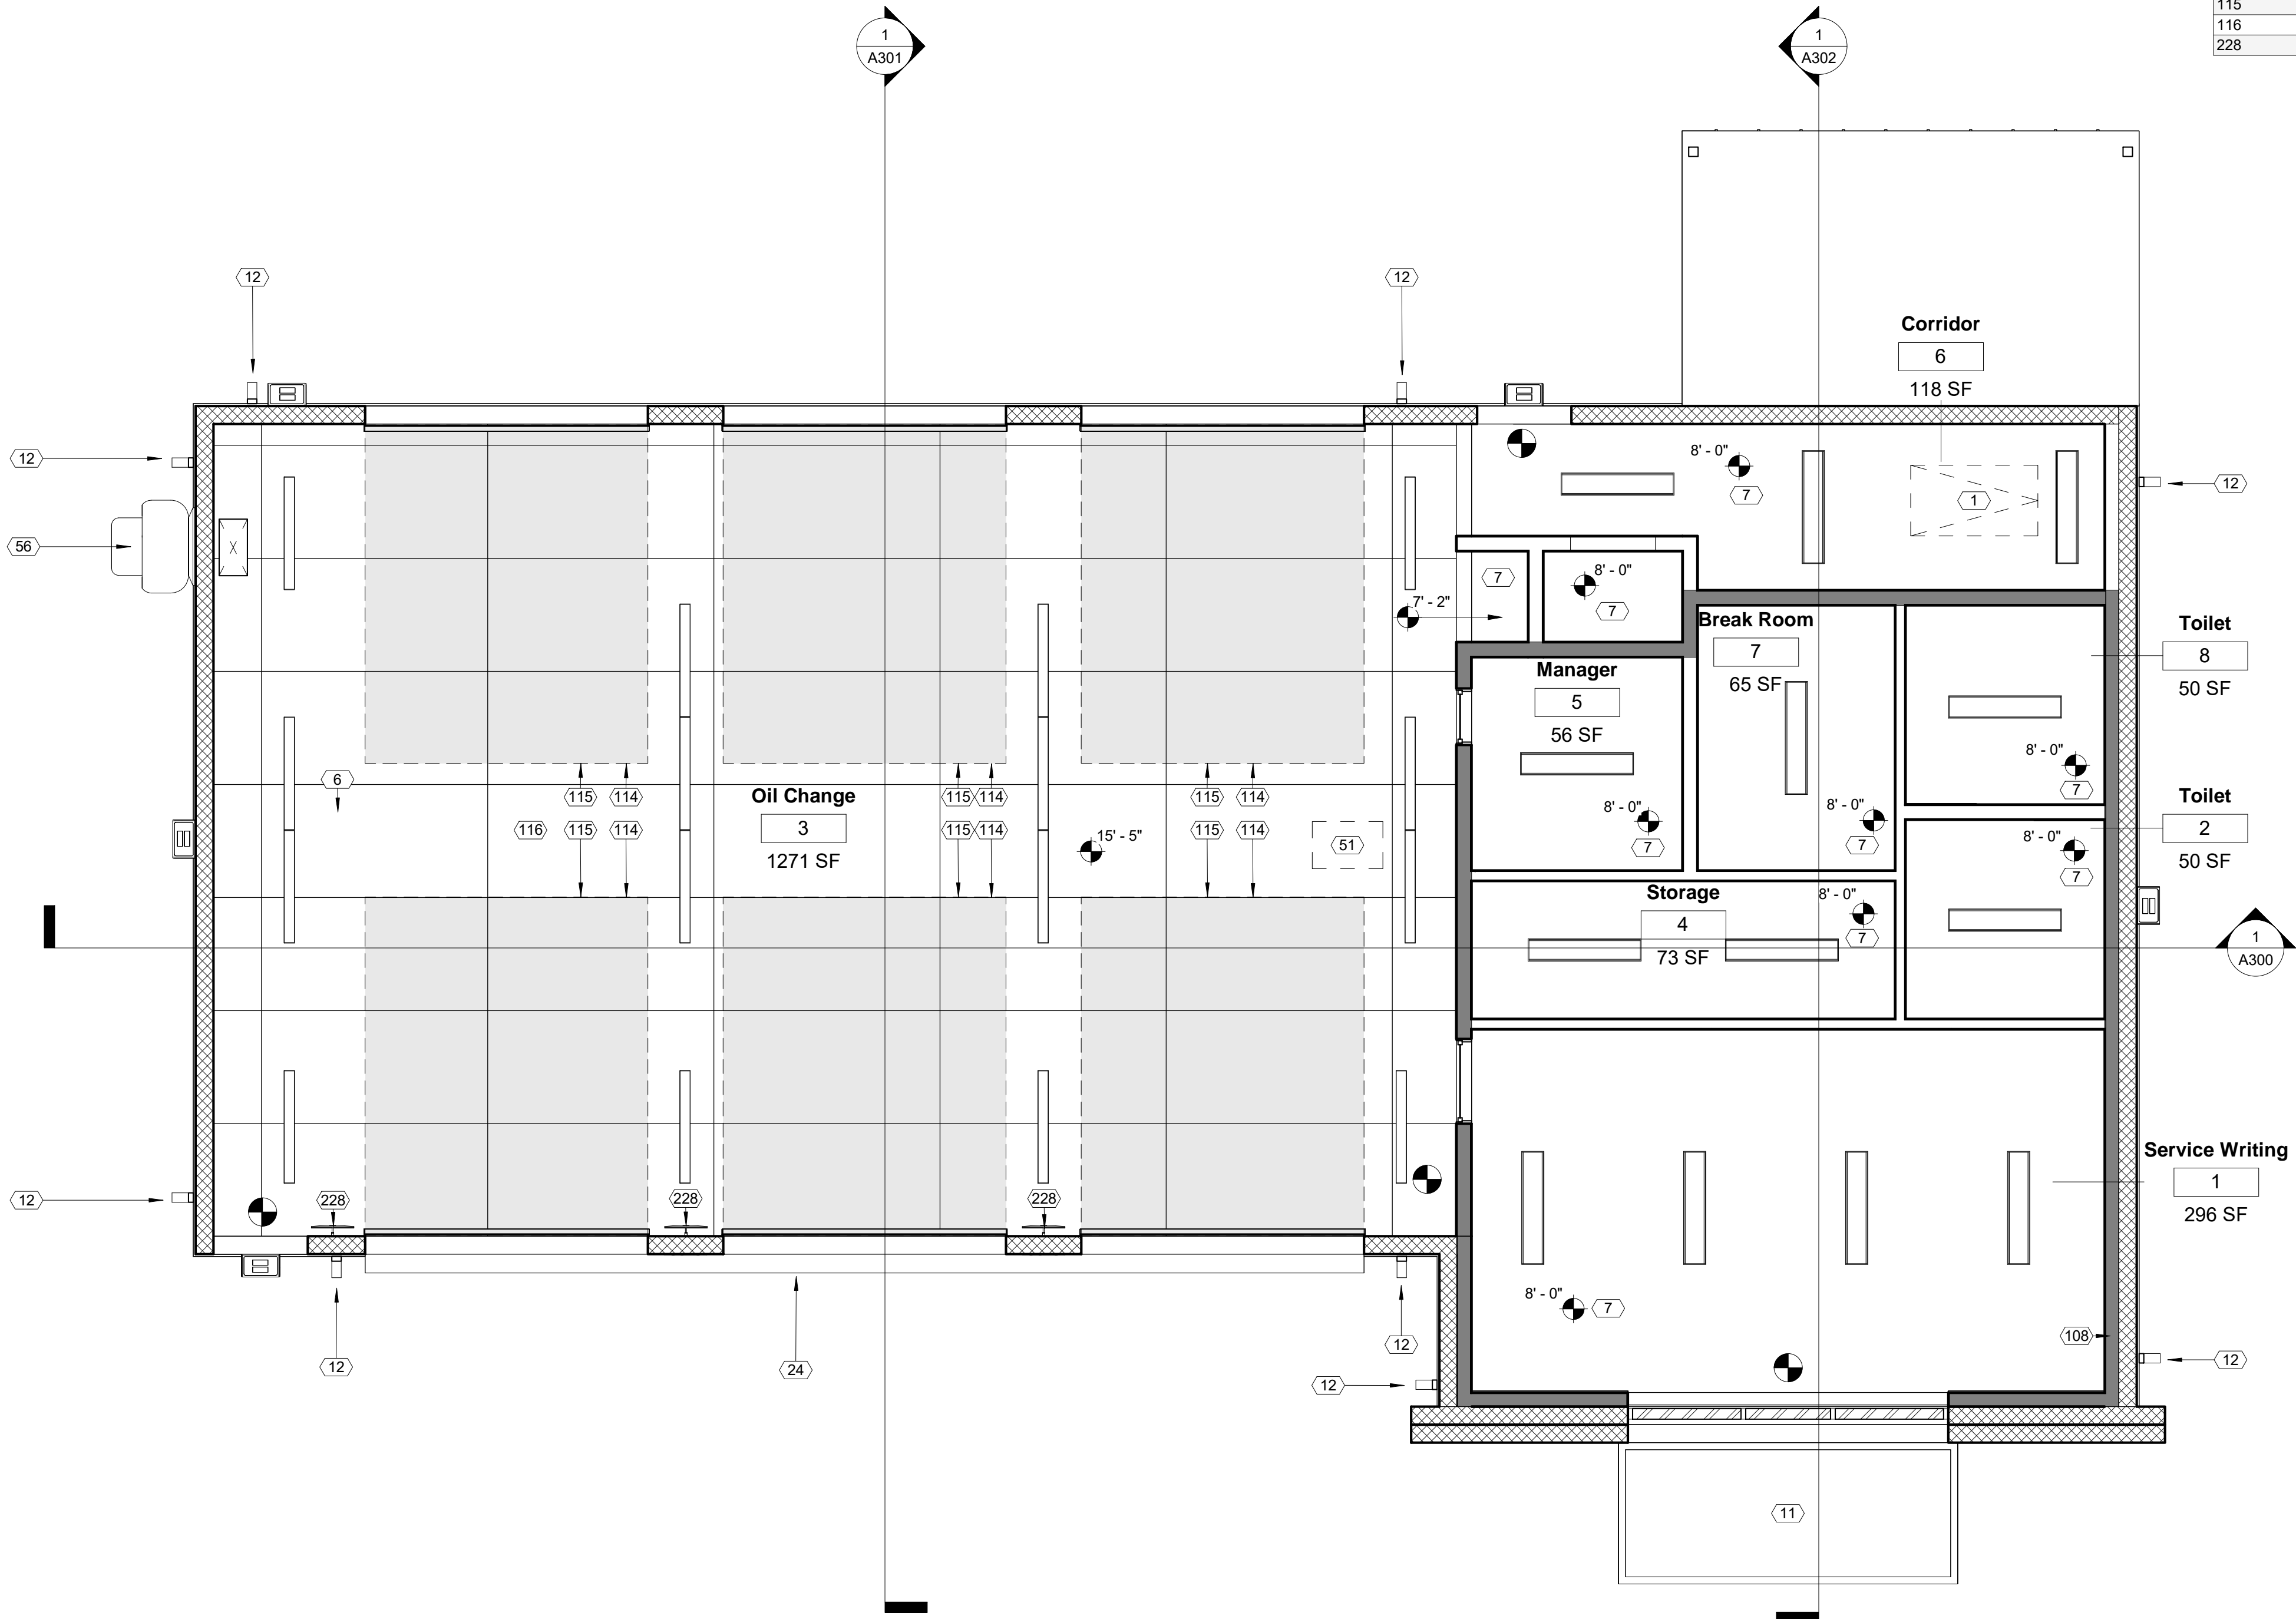 115
116
228
1
A301
1
A302
12
12
Corridor
6
118 SF
12
8' - 0"
7
1
12
56
7
8' - 0"
7
7' - 2"
Break Room
7
65 SF
Toilet
8
50 SF
Manager
5
56 SF
8' - 0"
7
6
115
114
Oil Change
3
1271 SF
115
114
115
114
116
115
114
115
114
115
114
15' - 5"
51
8' - 0"
7
8' - 0"
7
Toilet
2
50 SF
8' - 0"
7
Storage
4
73 SF
8' - 0"
7
1
A300
Service Writing
1
296 SF
12
228
228
228
8' - 0"
7
108
12
12
24
12
12
11